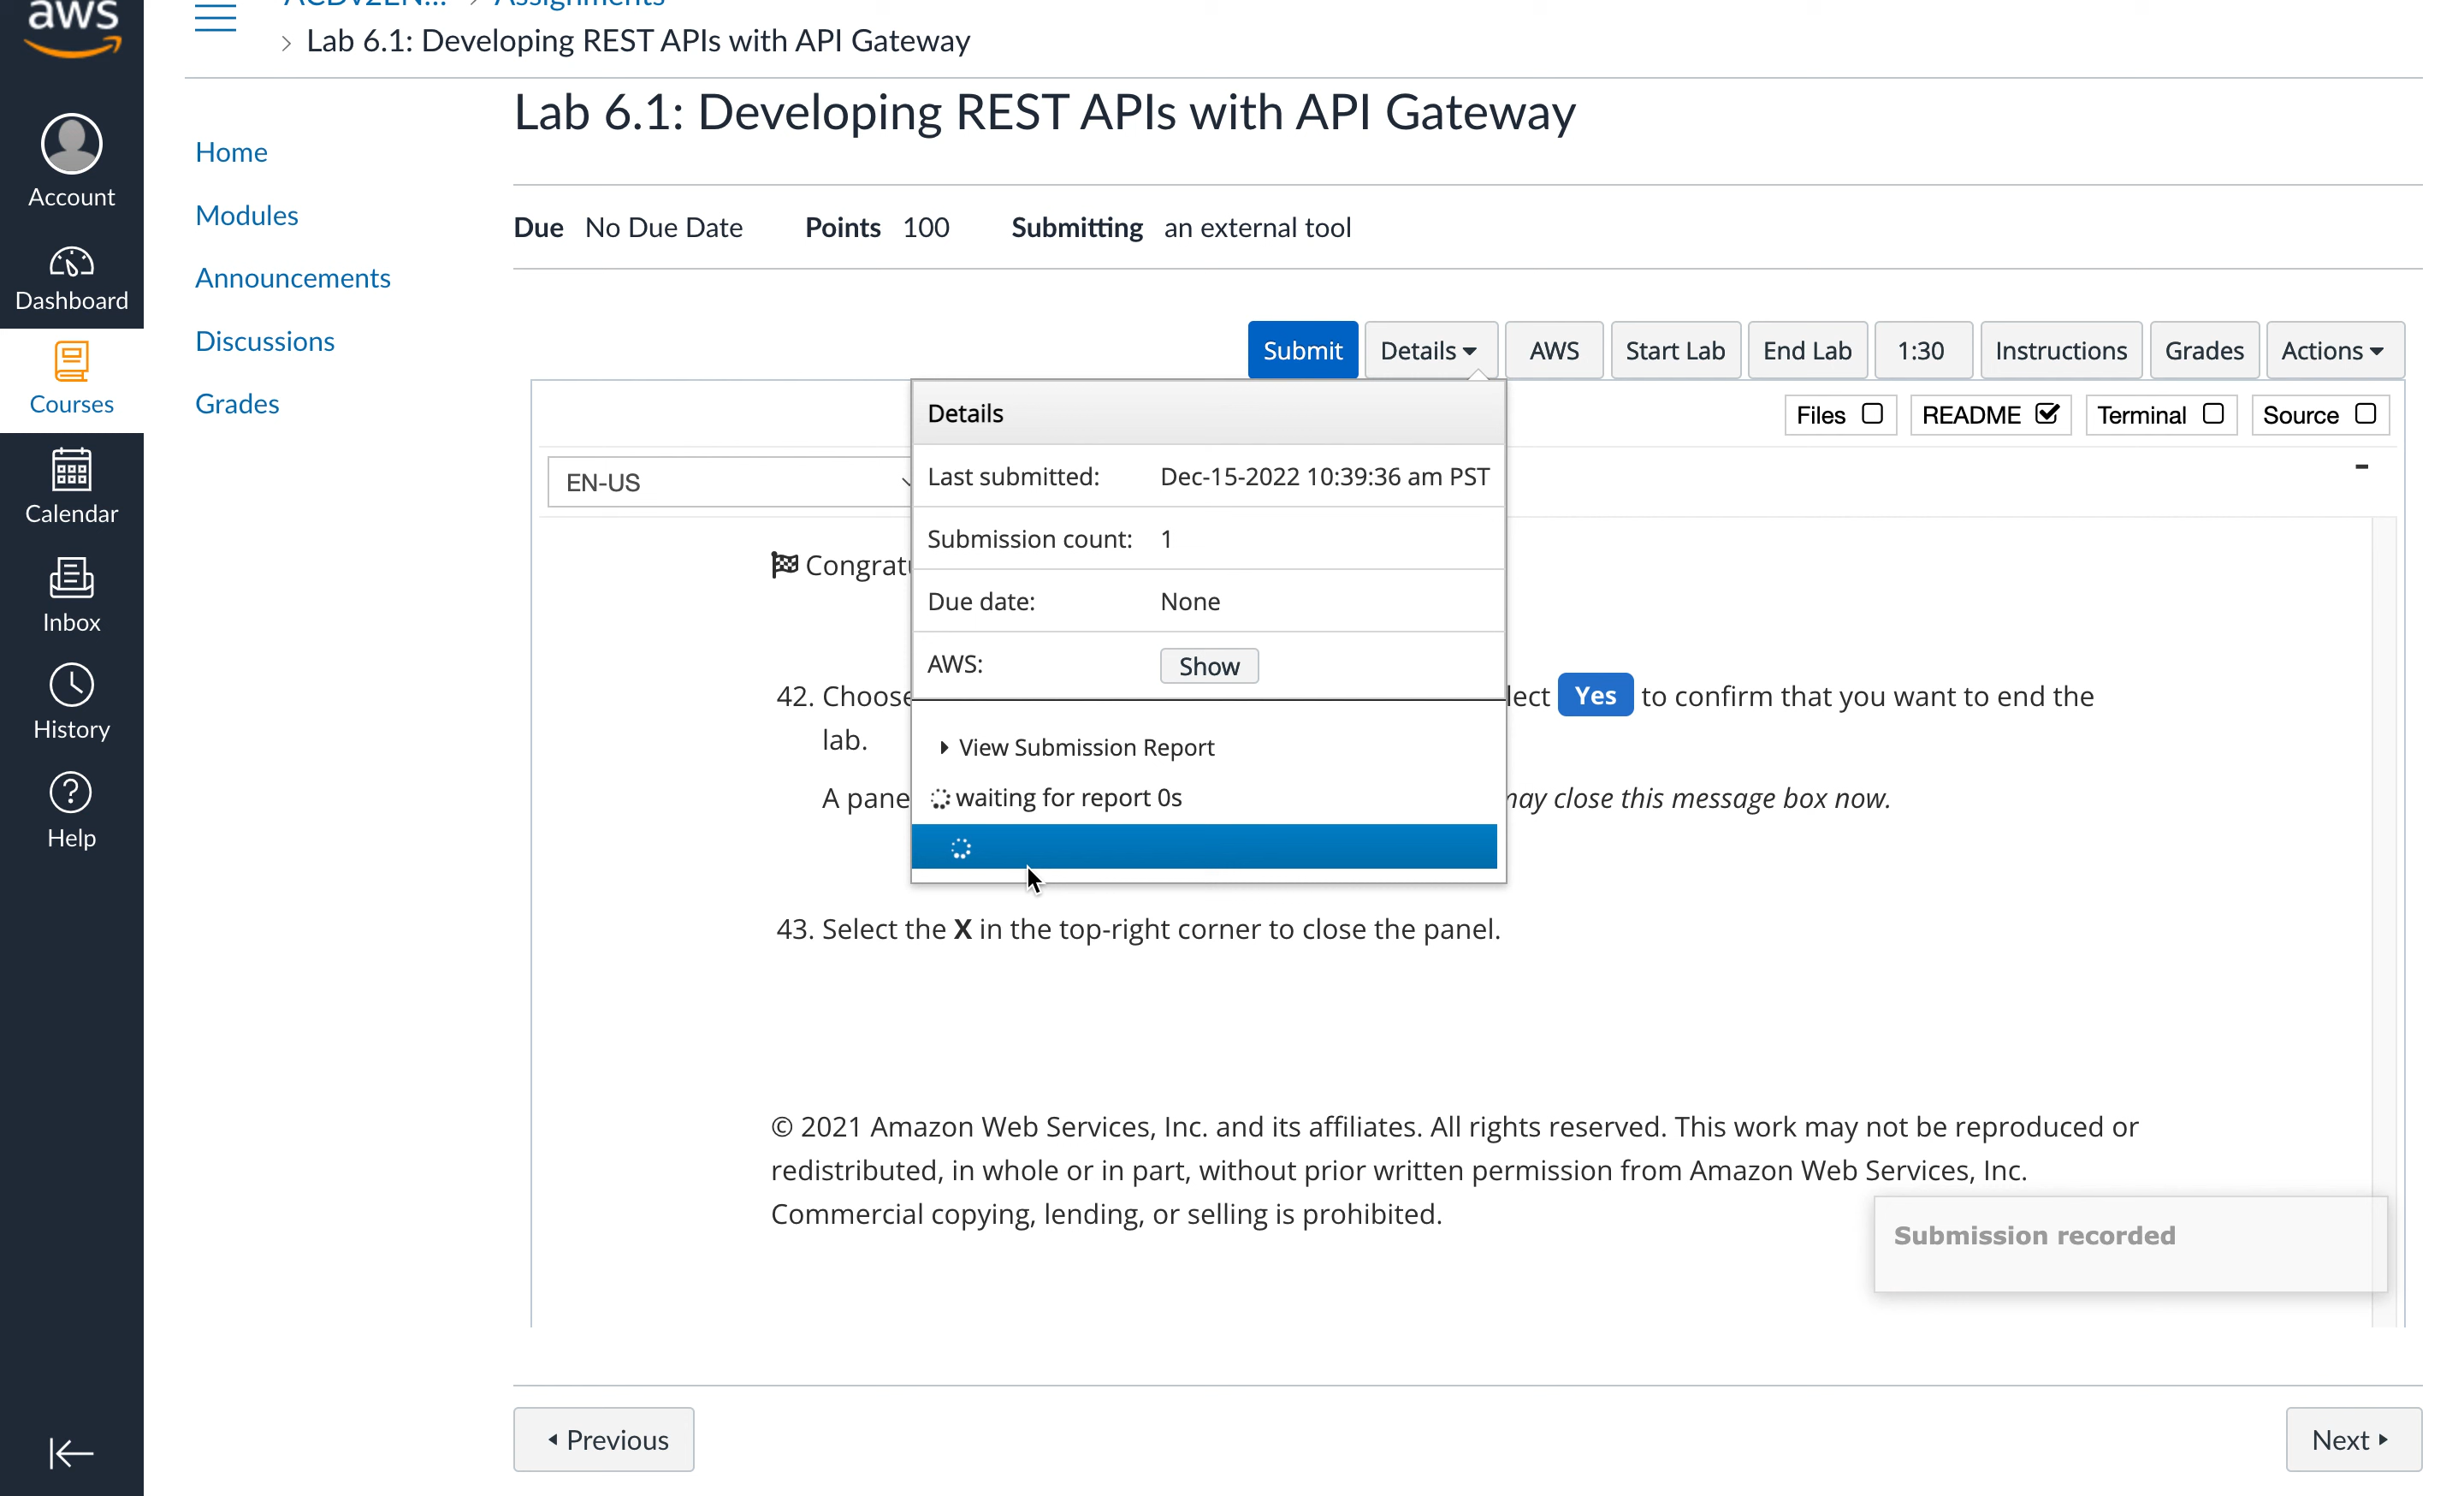 aws
Account
Dashboard
Courses
Calendar
Inbox
History
Help
> Lab 6.1: Developing REST APIs with API Gateway
Home
Modules
Announcements
Discussions
Grades
Lab 6.1: Developing REST APIs with API Gateway
Due No Due Date Points 100 Submitting an external tool
Submit Details AWS Start Lab End Lab 1:30 Instructions Grades Actions
Files README Terminal Source
EN-US
-
Details
Last submitted: Dec-15-2022 10:39:36 am PST
Submission count: 1
Due date: None
AWS: Show
View Submission Report
waiting for report 0s
42. Choose Yes to confirm that you want to end the
lab.
A close this message box now.
43. Select the X in the top-right corner to close the panel.
© 2021 Amazon Web Services, Inc. and its affiliates. All rights reserved. This work may not be reproduced or
redistributed, in whole or in part, without prior written permission from Amazon Web Services, Inc.
Commercial copying, lending, or selling is prohibited.
Submission recorded
Previous
Next